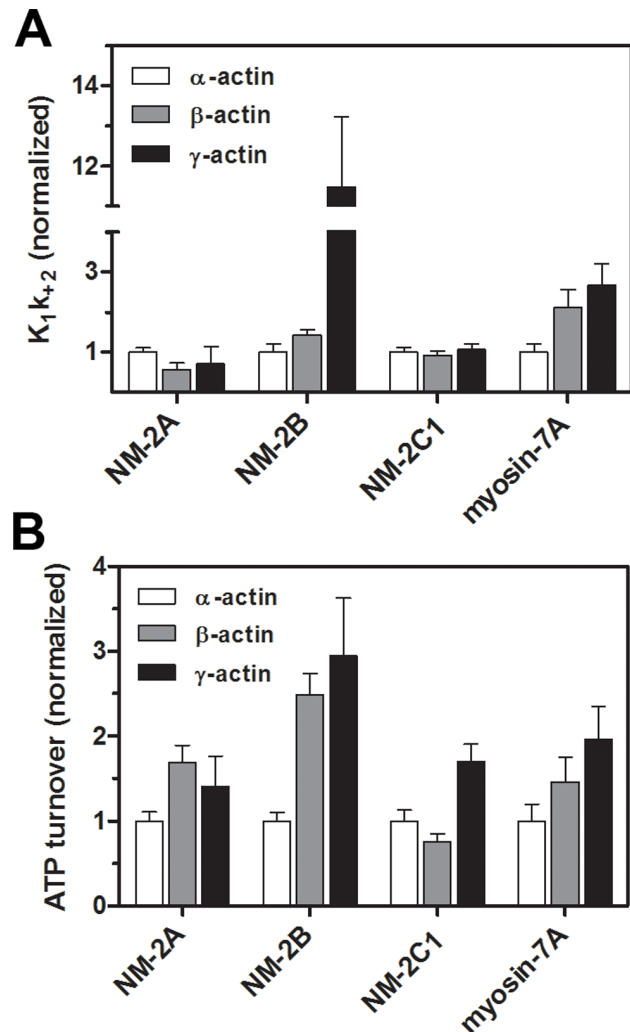 A
K₁k₊₂ (normalized)
14
12
3
1
α-actin
β-actin
γ-actin
NM-2A
NM-2B
NM-2C1
myosin-7A
B
ATP turnover (normalized)
4
3
2
1
0
α-actin
β-actin
γ-actin
NM-2A
NM-2B
NM-2C1
myosin-7A